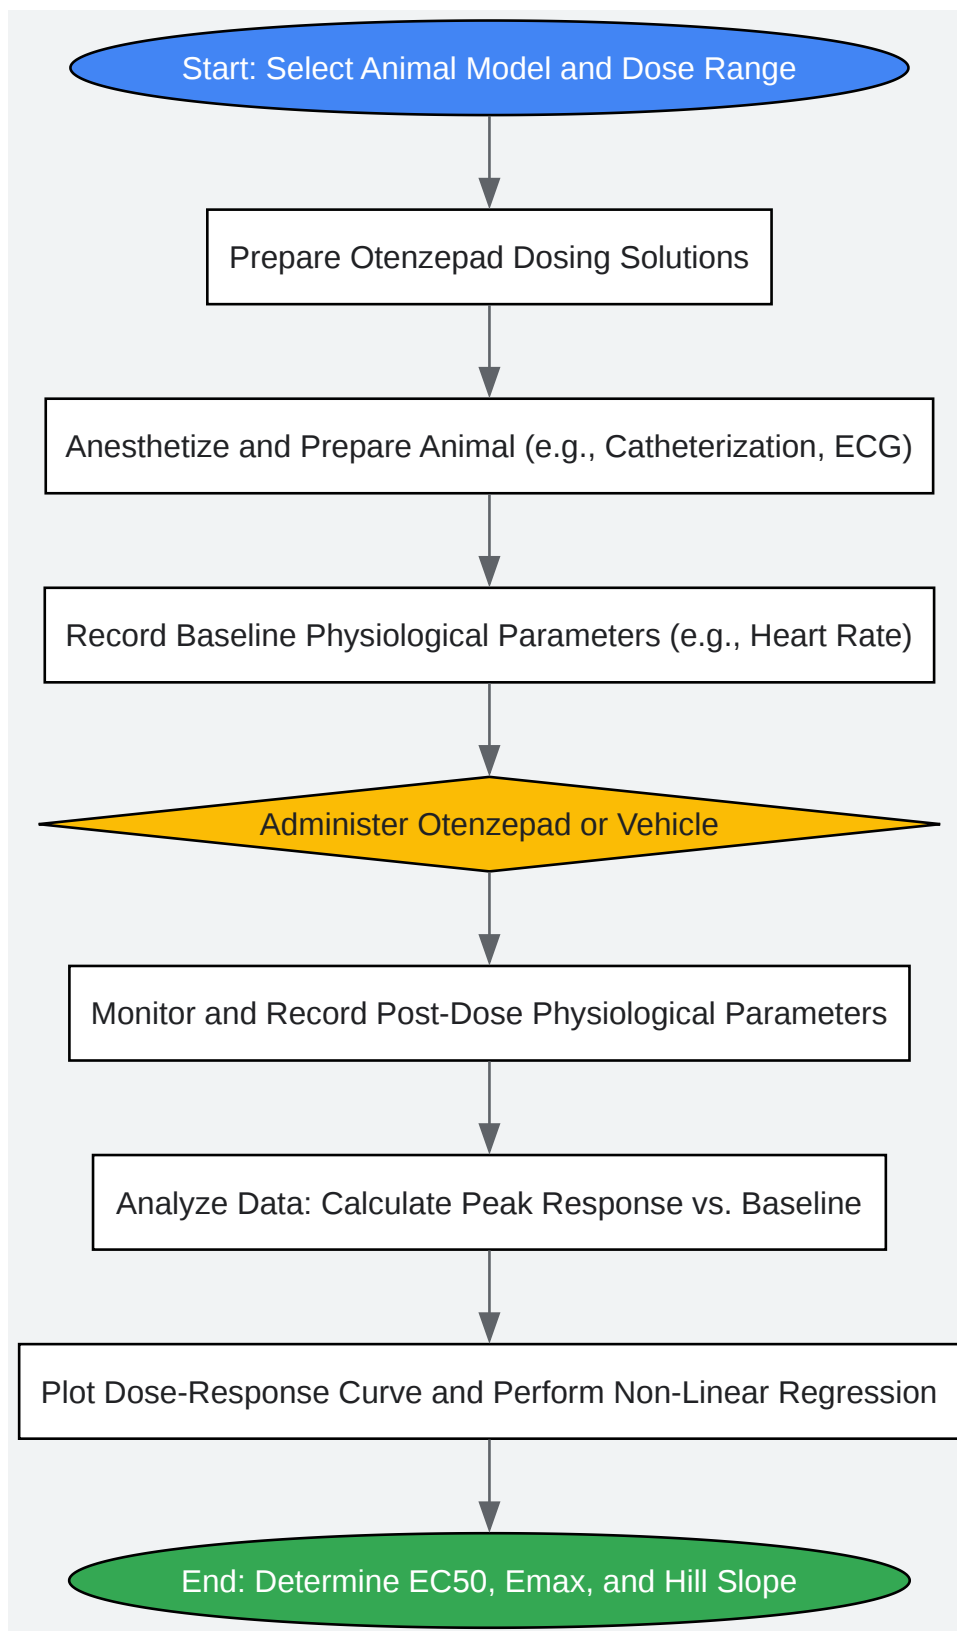 Start: Select Animal Model and Dose Range
Prepare Otenzepad Dosing Solutions
Anesthetize and Prepare Animal (e.g., Catheterization, ECG)
Record Baseline Physiological Parameters (e.g., Heart Rate)
Administer Otenzepad or Vehicle
Monitor and Record Post-Dose Physiological Parameters
Analyze Data: Calculate Peak Response vs. Baseline
Plot Dose-Response Curve and Perform Non-Linear Regression
End: Determine EC50, Emax, and Hill Slope